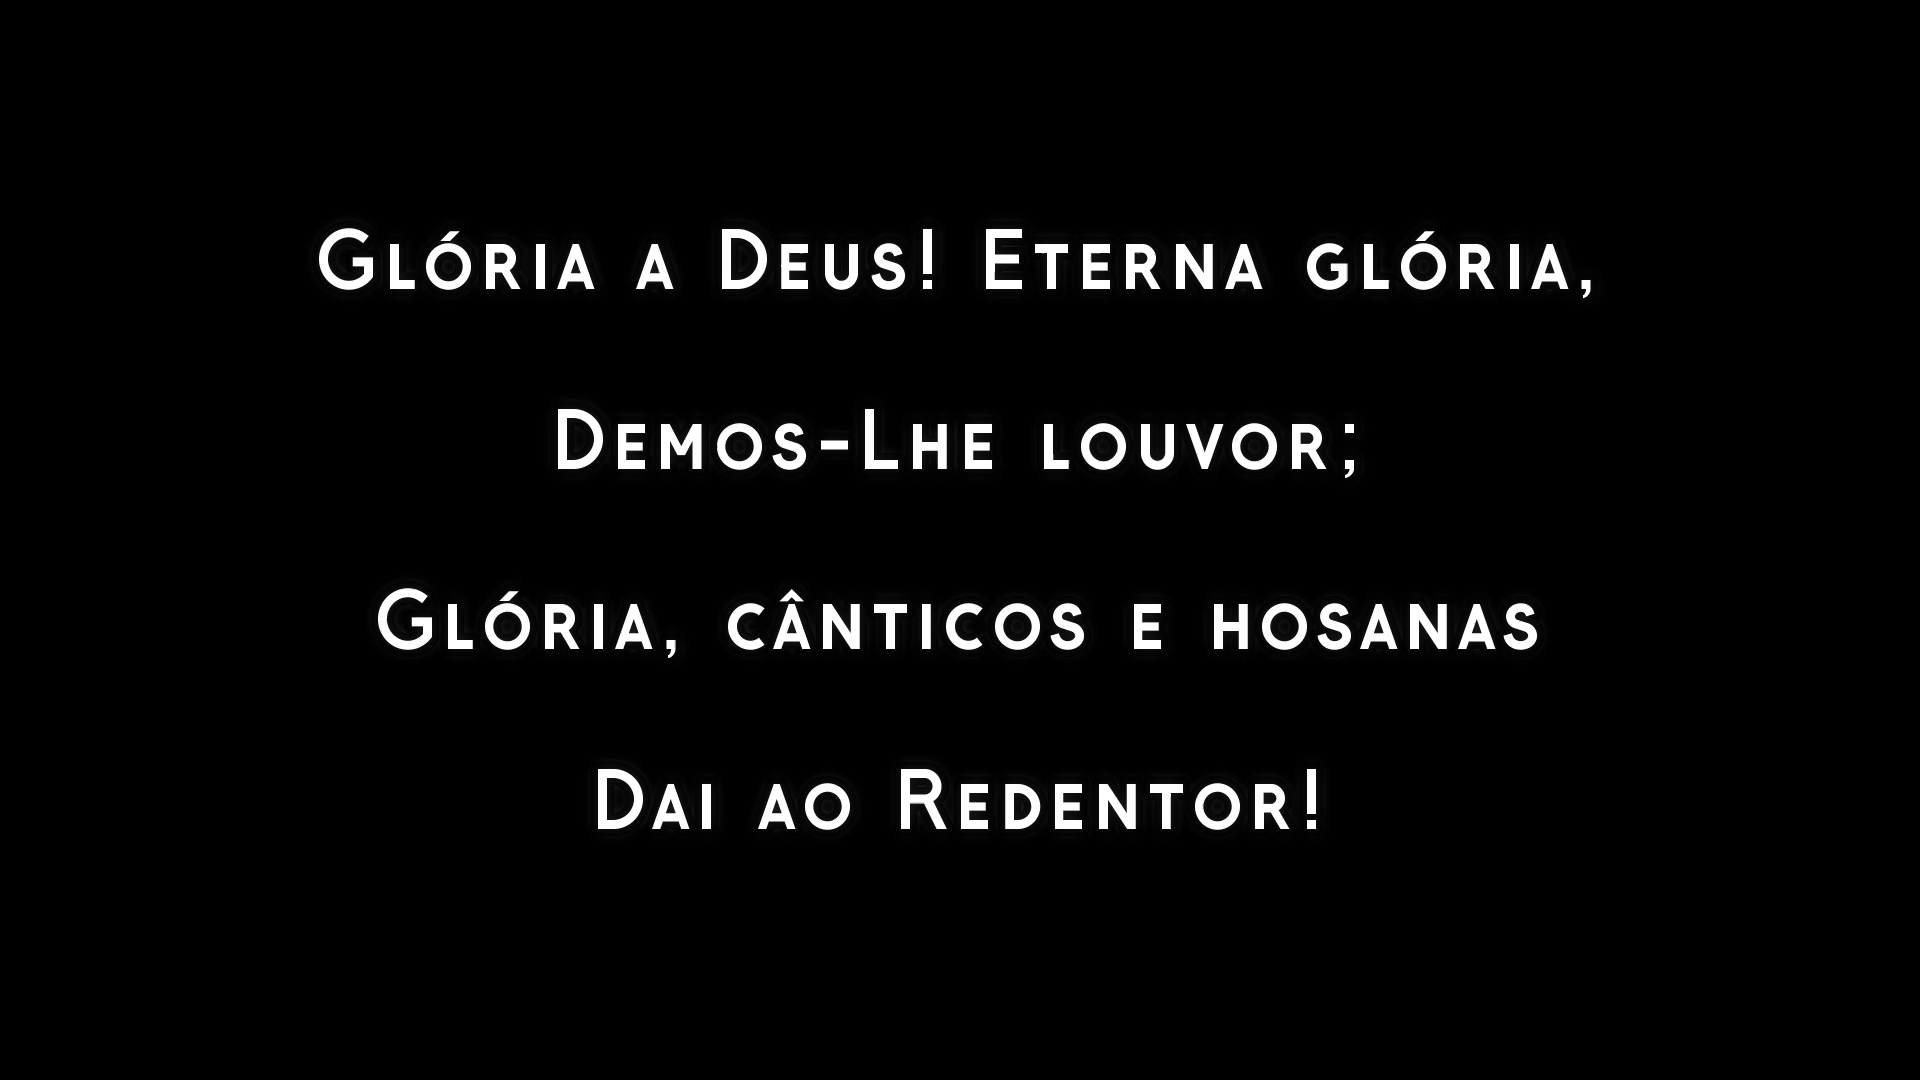 Glória a Deus! Eterna glória,
Demos-Lhe louvor;
Glória, cânticos e hosanas
Dai ao Redentor!